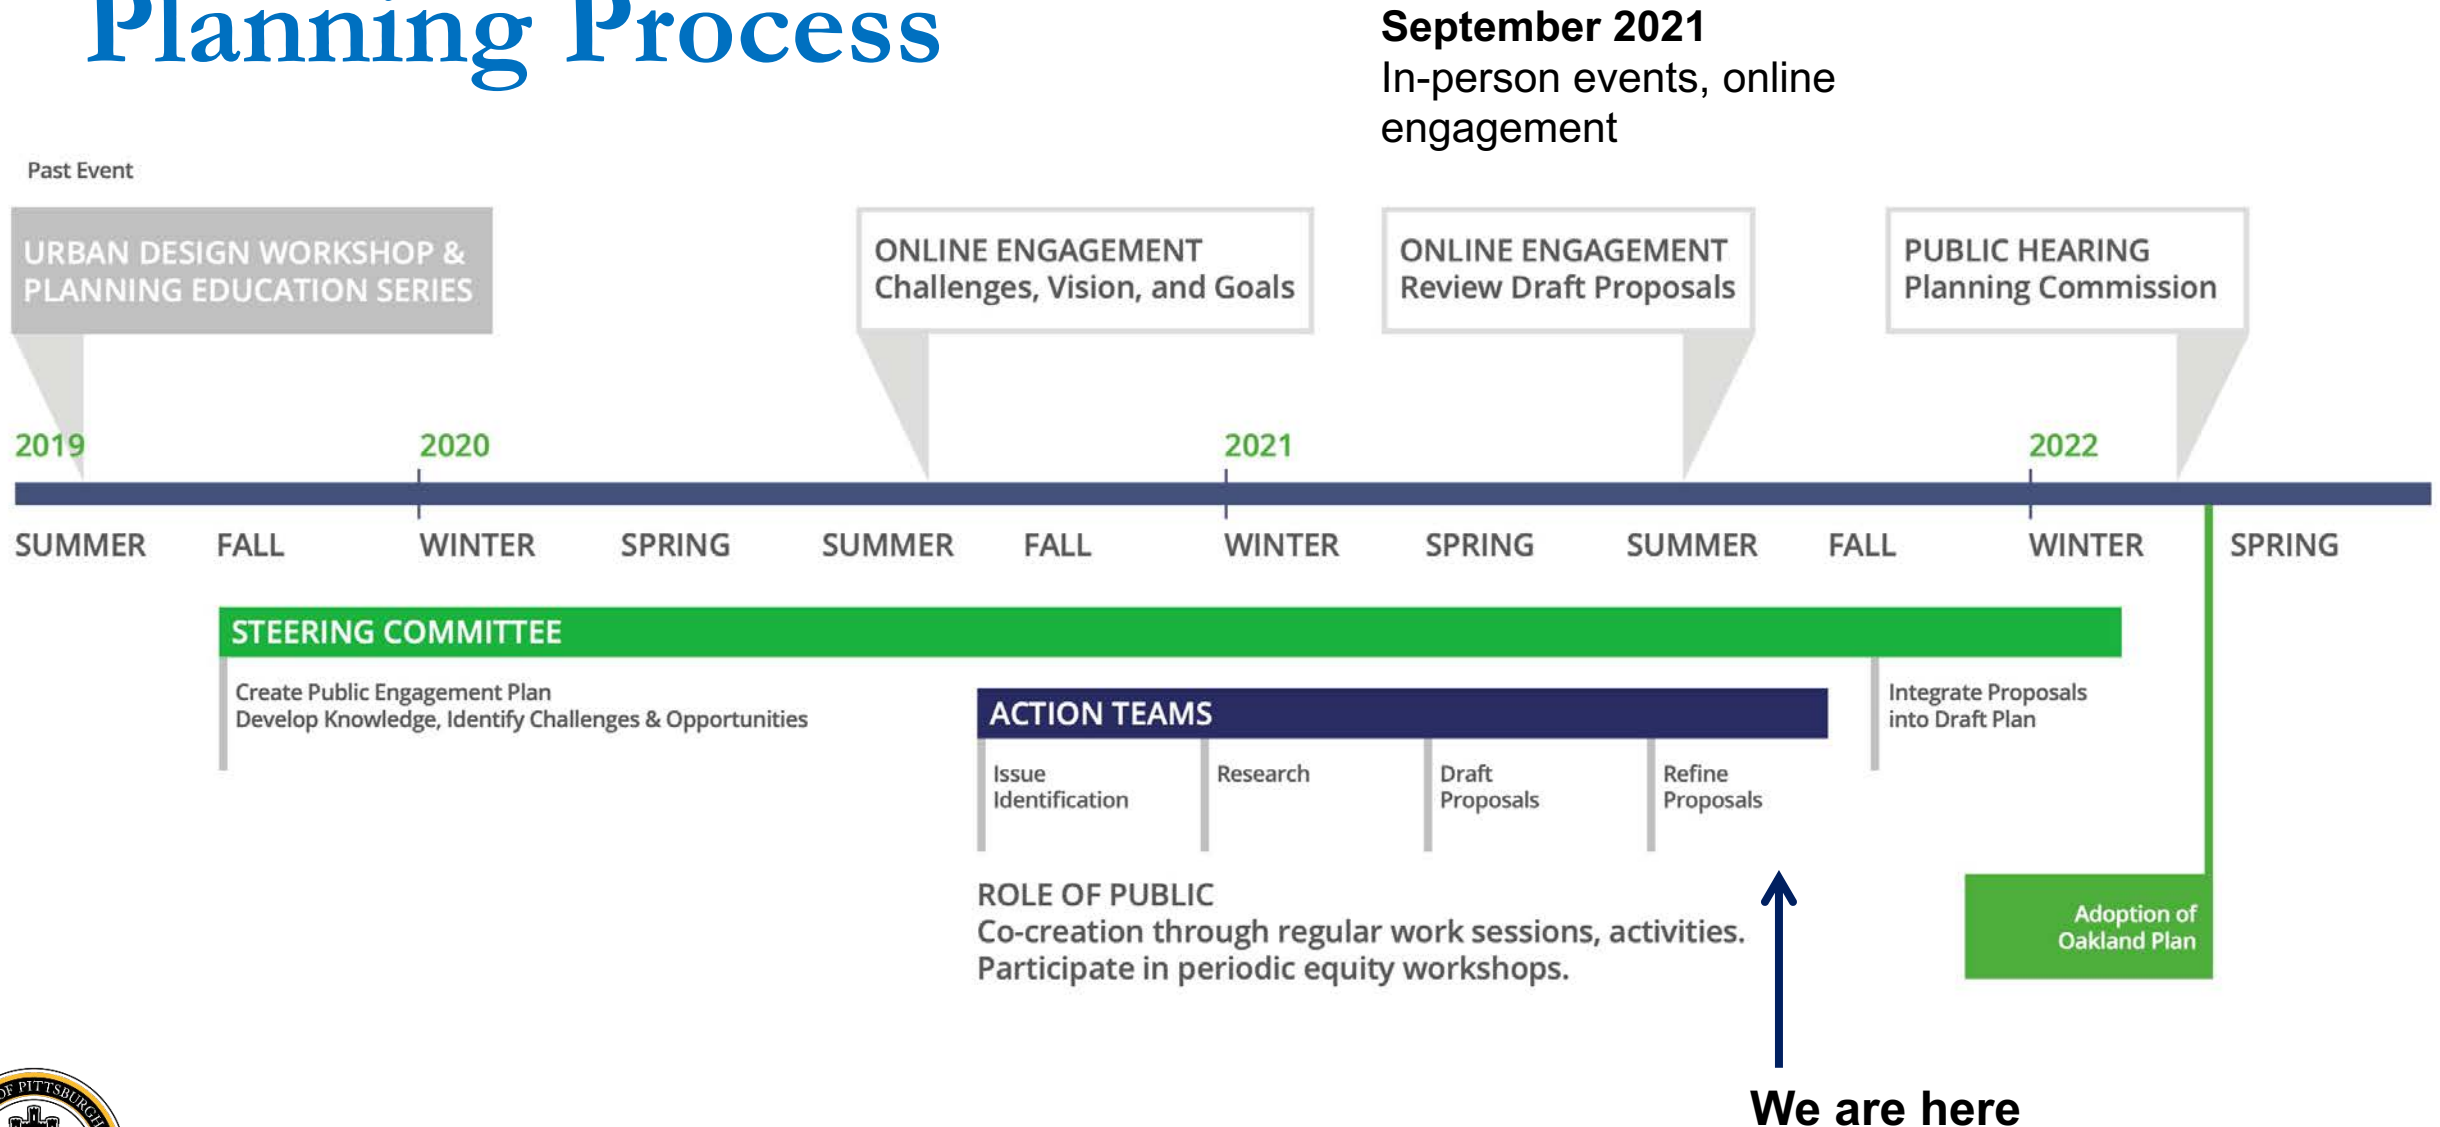 Planning Process
September 2021
In-person events, online
engagement
Past Event
URBAN DESIGN WORKSHOP &
PLANNING EDUCATION SERIES
ONLINE ENGAGEMENT
Challenges, Vision, and Goals
ONLINE ENGAGEMENT
Review Draft Proposals
PUBLIC HEARING
Planning Commission
2019
2020
2021
2022
SUMMER
FALL
WINTER
SPRING
SUMMER
FALL
WINTER
SPRING
SUMMER
FALL
WINTER
SPRING
STEERING COMMITTEE
Create Public Engagement Plan
Develop Knowledge, Identify Challenges & Opportunities
Integrate Proposals
into Draft Plan
ACTION TEAMS
Issue
Identification
Research
Draft
Proposals
Refine
Proposals
ROLE OF PUBLIC
Co-creation through regular work sessions, activities.
Participate in periodic equity workshops.
Adoption of
Oakland Plan
We are here
OF PITTSBURGH